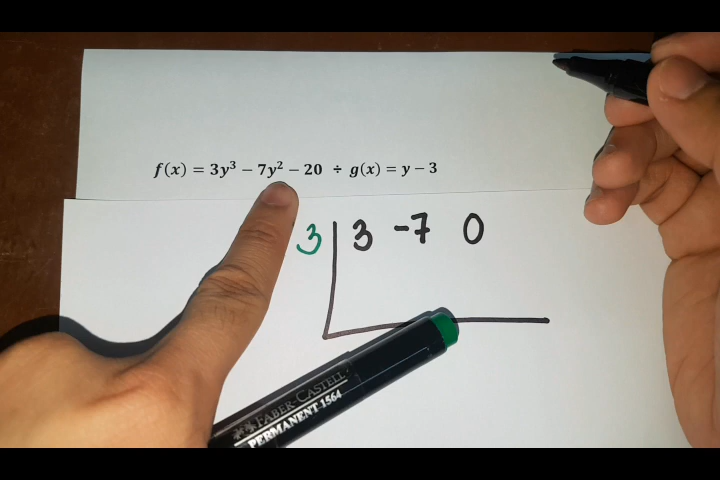 f(x) = 3y³ − 7y² − 20 ÷ g(x) = y − 3
3 3 -7 0
FABER-CASTELL
PERMANENT 1564